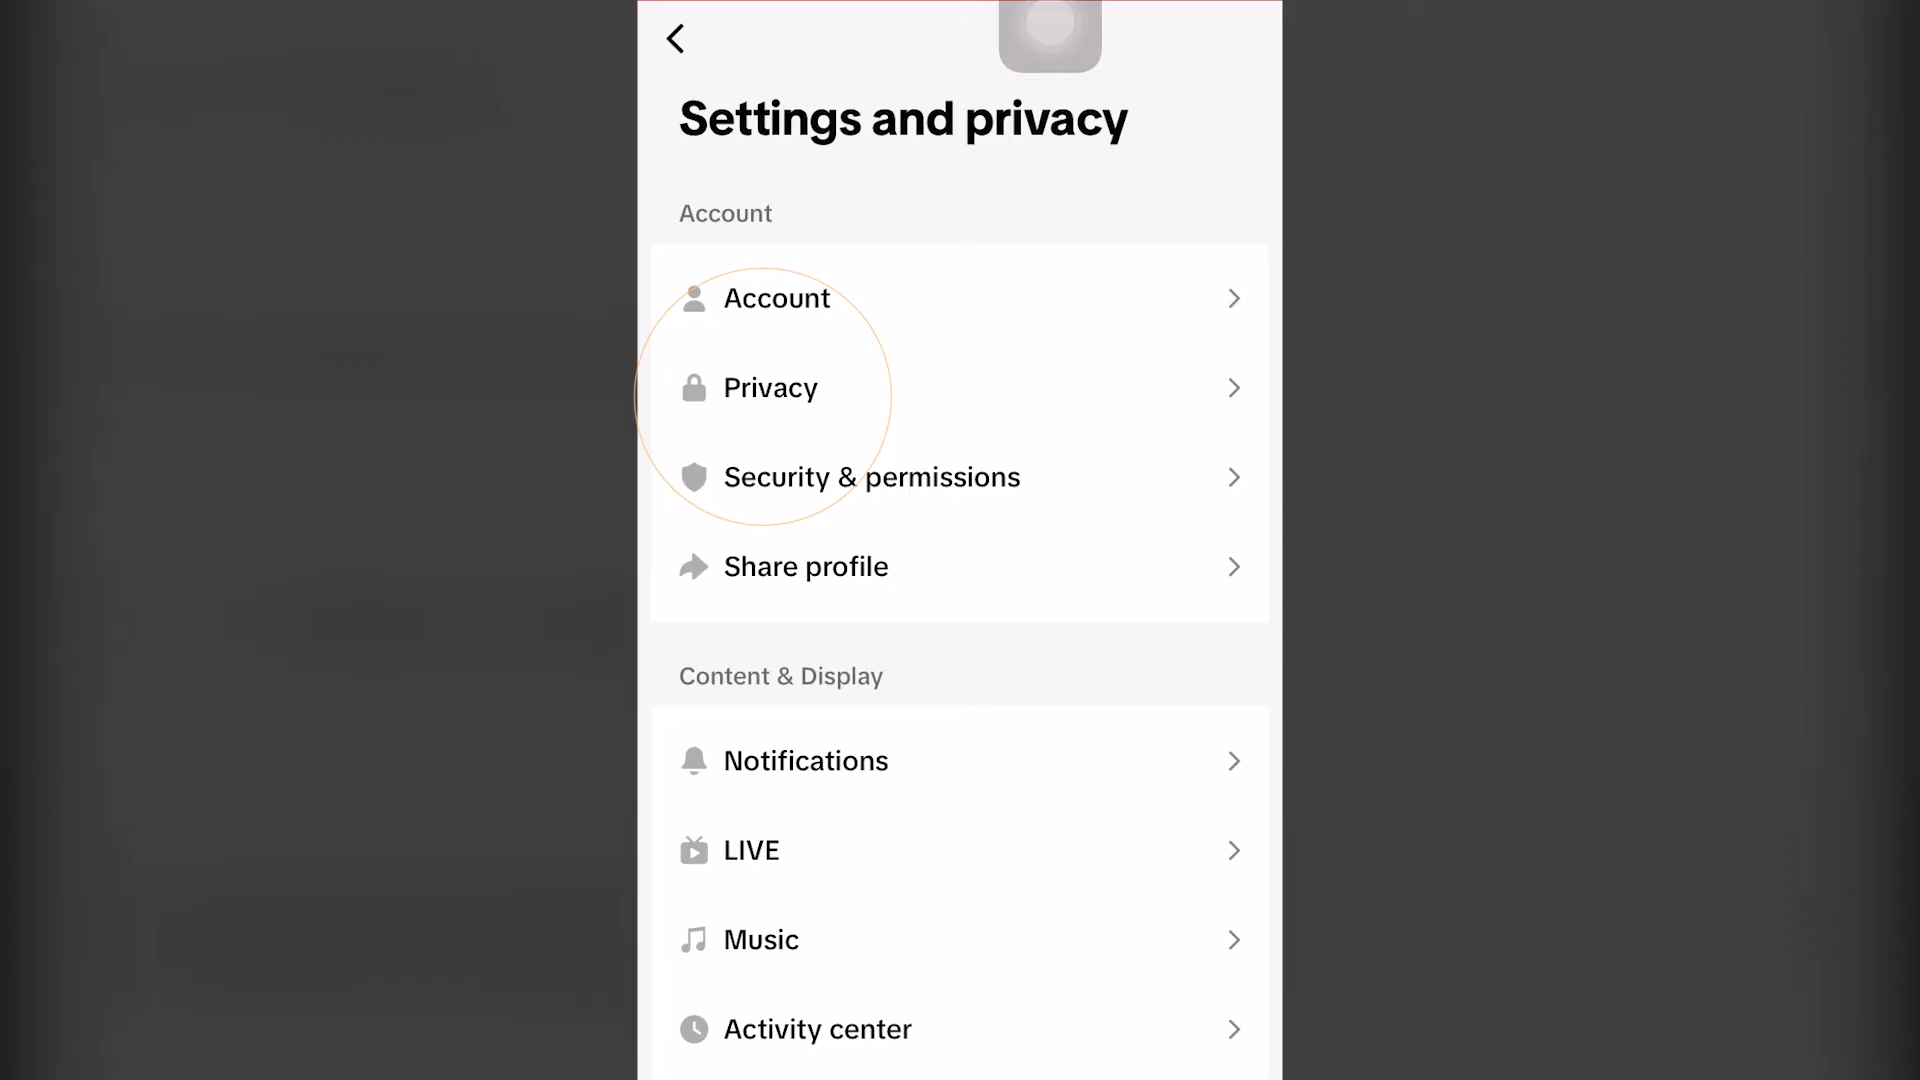 Settings and privacy
Account
Account
Privacy
Security & permissions
Share profile
Content & Display
Notifications
LIVE
Music
Activity center